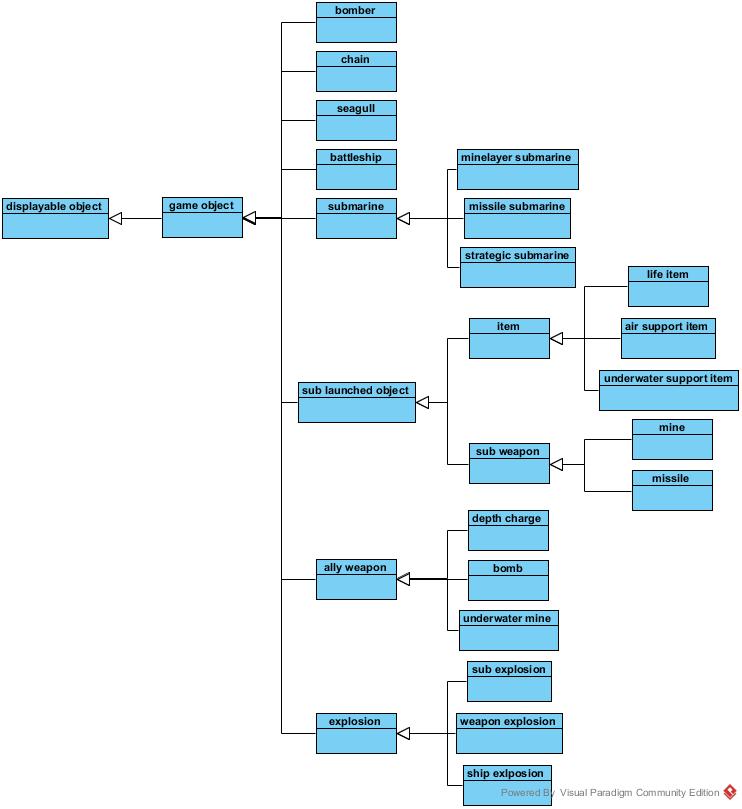 bomber
chain
seagull
battleship
minelayer submarine
displayable object
game object
submarine
missile submarine
strategic submarine
life item
item
air support item
underwater support item
sub launched object
mine
sub weapon
missile
depth charge
ally weapon
bomb
underwater mine
sub explosion
explosion
weapon explosion
ship exlposion
Powered By Visual Paradigm Community Edition